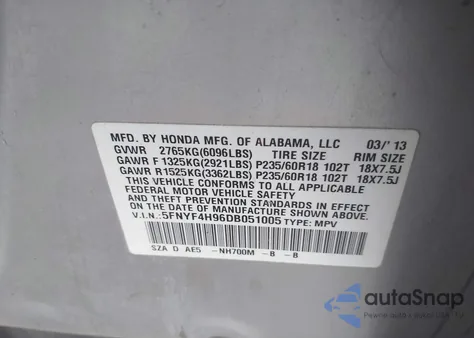 MFD. BY HONDA MFG. OF ALABAMA, LLC 03/'13
GVWR 2765KG(6096LBS) TIRE SIZE RIM SIZE
GAWR F 1325KG(2921LBS) P235/60R18 102T 18X7.5J
GAWR R1525KG(3362LBS) P235/60R18 102T 18X7.5J
THIS VEHICLE CONFORMS TO ALL APPLICABLE
FEDERAL MOTOR VEHICLE SAFETY, BUMPER,
AND THEFT PREVENTION STANDARDS IN EFFECT
ON THE DATE OF MANUFACTURE SHOWN ABOVE.
V.I.N.: 5FNYF4H96DB051005 TYPE: MPV
SZA D AE5 -NH700M -B -B
autoSnap